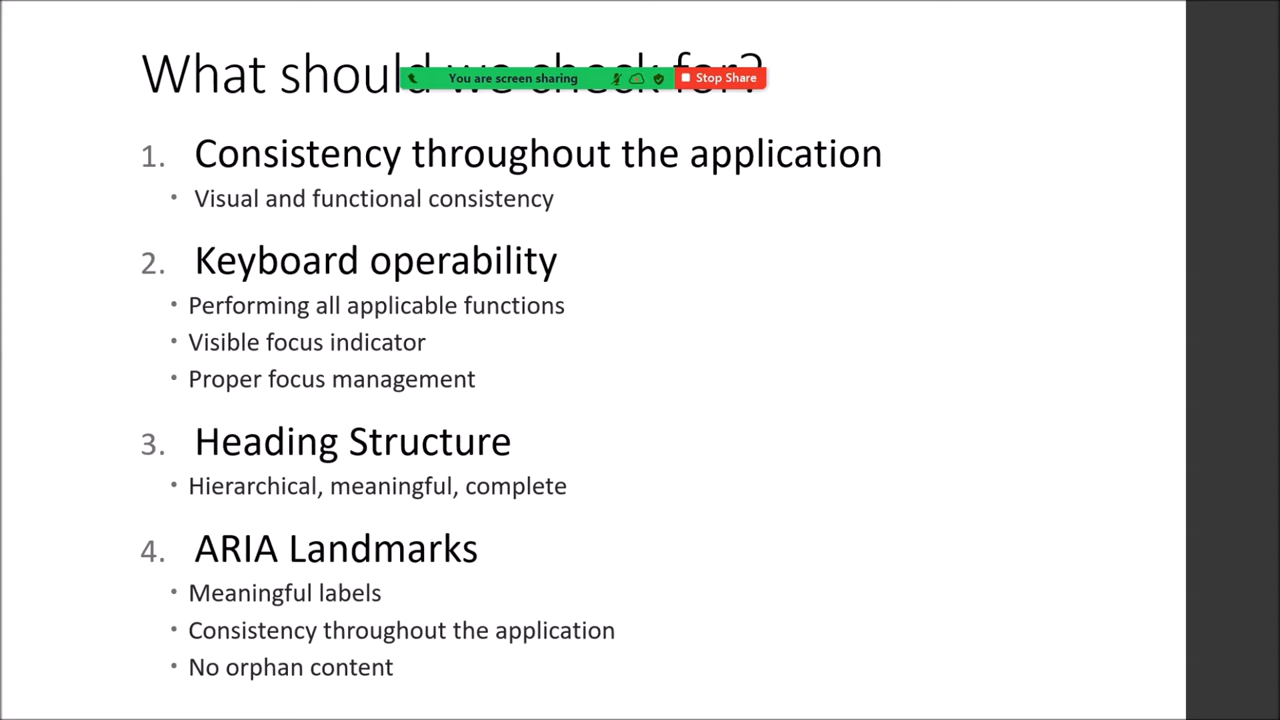 What should we check for?
You are screen sharing
Stop Share
1. Consistency throughout the application
• Visual and functional consistency
2. Keyboard operability
• Performing all applicable functions
• Visible focus indicator
• Proper focus management
3. Heading Structure
• Hierarchical, meaningful, complete
4. ARIA Landmarks
• Meaningful labels
• Consistency throughout the application
• No orphan content